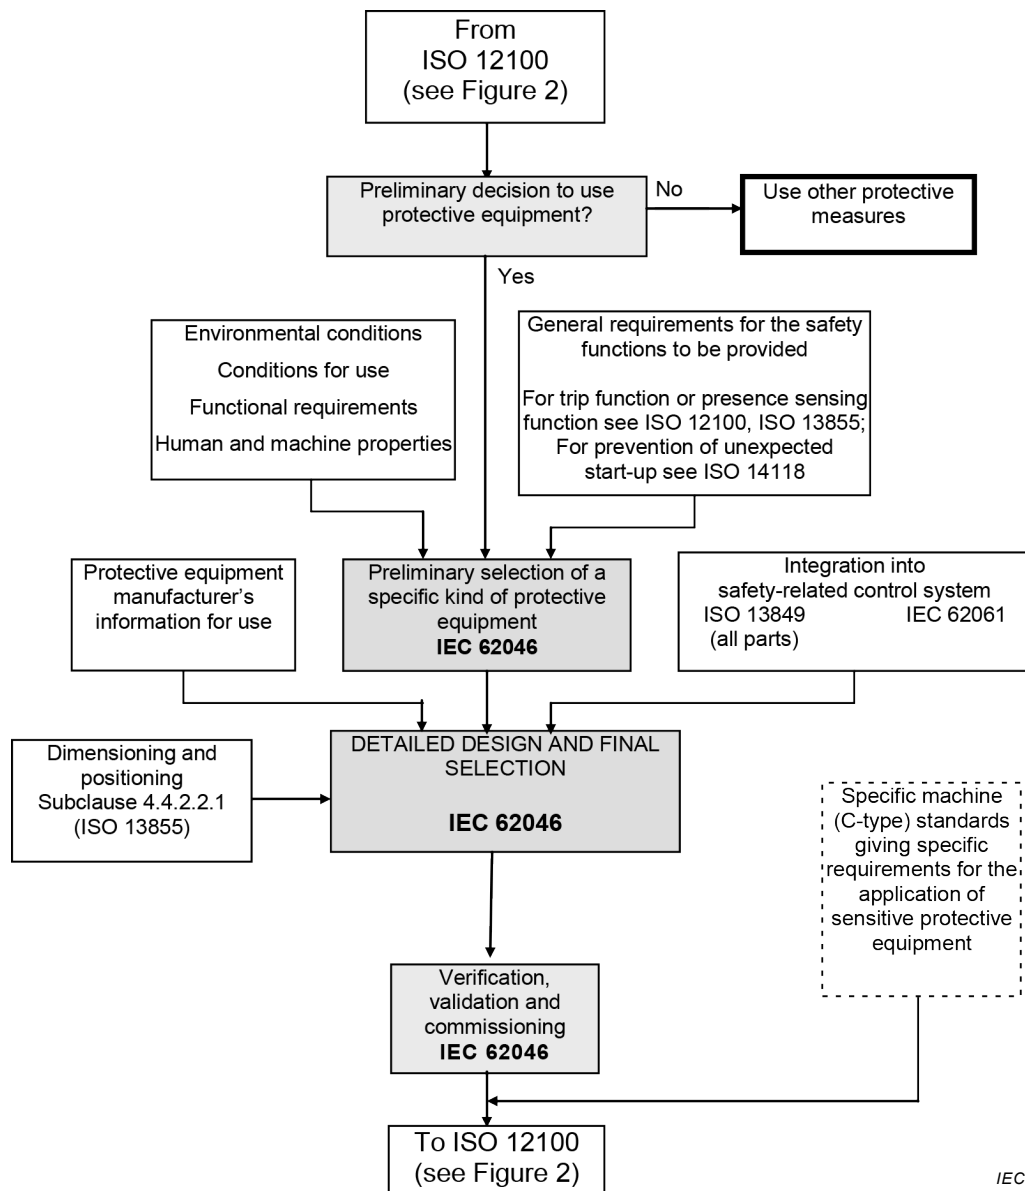 From
ISO 12100
(see Figure 2)
Preliminary decision to use
protective equipment?
No
Use other protective
measures
Yes
Environmental conditions
Conditions for use
Functional requirements
Human and machine properties
General requirements for the safety
functions to be provided
For trip function or presence sensing
function see ISO 12100, ISO 13855;
For prevention of unexpected
start-up see ISO 14118
Protective equipment
manufacturer's
information for use
Preliminary selection of a
specific kind of protective
equipment
IEC 62046
Integration into
safety-related control system
ISO 13849 IEC 62061
(all parts)
Dimensioning and
positioning
Subclause 4.4.2.2.1
(ISO 13855)
DETAILED DESIGN AND FINAL
SELECTION
IEC 62046
Specific machine
(C-type) standards
giving specific
requirements for the
application of
sensitive protective
equipment
Verification,
validation and
commissioning
IEC 62046
To ISO 12100
(see Figure 2)
IEC